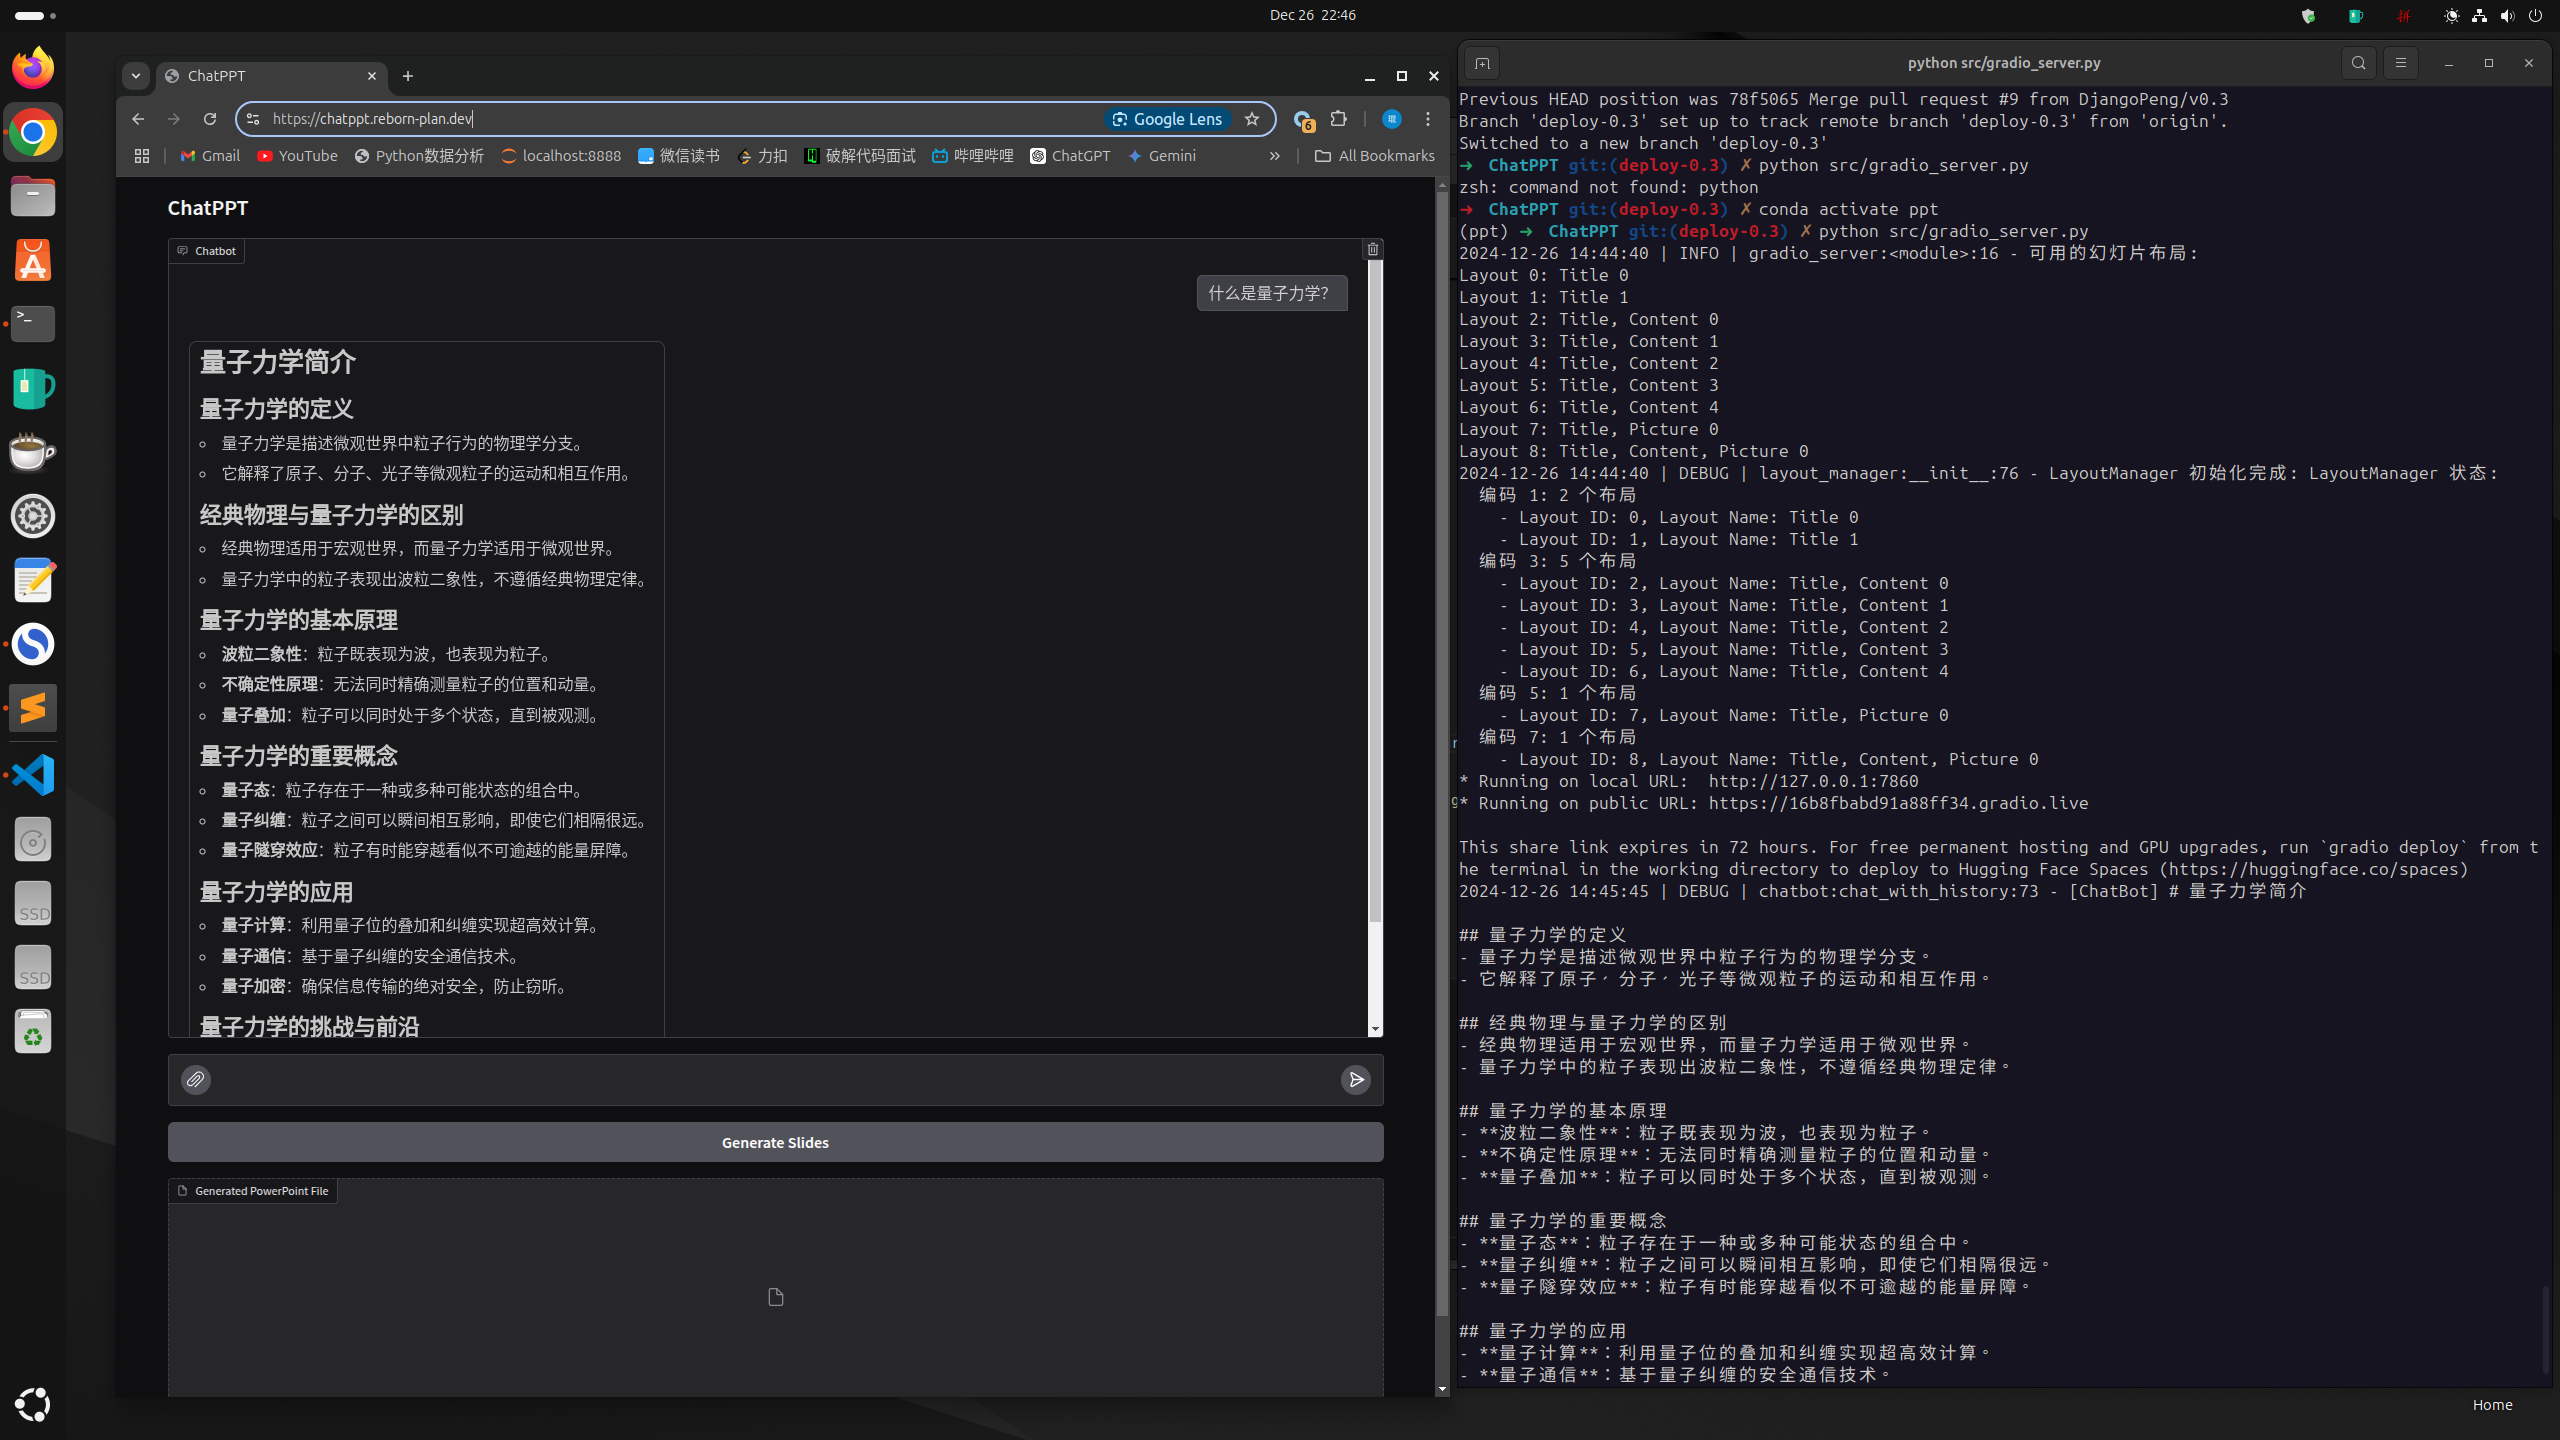 Dec 26 22:46
ChatPPT
https://chatppt.reborn-plan.dev
Google Lens
6
Gmail
YouTube
Python数据分析
localhost:8888
微信读书
力扣
破解代码面试
哔哩哔哩
ChatGPT
Gemini
»
All Bookmarks
ChatPPT
Chatbot
什么是量子力学？
量子力学简介
量子力学的定义
量子力学是描述微观世界中粒子行为的物理学分支。
它解释了原子、分子、光子等微观粒子的运动和相互作用。
经典物理与量子力学的区别
经典物理适用于宏观世界，而量子力学适用于微观世界。
量子力学中的粒子表现出波粒二象性，不遵循经典物理定律。
量子力学的基本原理
波粒二象性：粒子既表现为波，也表现为粒子。
不确定性原理：无法同时精确测量粒子的位置和动量。
量子叠加：粒子可以同时处于多个状态，直到被观测。
量子力学的重要概念
量子态：粒子存在于一种或多种可能状态的组合中。
量子纠缠：粒子之间可以瞬间相互影响，即使它们相隔很远。
量子隧穿效应：粒子有时能穿越看似不可逾越的能量屏障。
量子力学的应用
量子计算：利用量子位的叠加和纠缠实现超高效计算。
量子通信：基于量子纠缠的安全通信技术。
量子加密：确保信息传输的绝对安全，防止窃听。
量子力学的挑战与前沿
Generate Slides
Generated PowerPoint File
SSD
SSD
python src/gradio_server.py
Previous HEAD position was 78f5065 Merge pull request #9 from DjangoPeng/v0.3
Branch 'deploy-0.3' set up to track remote branch 'deploy-0.3' from 'origin'.
Switched to a new branch 'deploy-0.3'
➜ ChatPPT git:(deploy-0.3) ✗ python src/gradio_server.py
zsh: command not found: python
➜ ChatPPT git:(deploy-0.3) ✗ conda activate ppt
(ppt) ➜ ChatPPT git:(deploy-0.3) ✗ python src/gradio_server.py
2024-12-26 14:44:40 | INFO | gradio_server:<module>:16 - 可用的幻灯片布局:
Layout 0: Title 0
Layout 1: Title 1
Layout 2: Title, Content 0
Layout 3: Title, Content 1
Layout 4: Title, Content 2
Layout 5: Title, Content 3
Layout 6: Title, Content 4
Layout 7: Title, Picture 0
Layout 8: Title, Content, Picture 0
2024-12-26 14:44:40 | DEBUG | layout_manager:__init__:76 - LayoutManager 初始化完成: LayoutManager 状态:
编码 1: 2 个布局
- Layout ID: 0, Layout Name: Title 0
- Layout ID: 1, Layout Name: Title 1
编码 3: 5 个布局
- Layout ID: 2, Layout Name: Title, Content 0
- Layout ID: 3, Layout Name: Title, Content 1
- Layout ID: 4, Layout Name: Title, Content 2
- Layout ID: 5, Layout Name: Title, Content 3
- Layout ID: 6, Layout Name: Title, Content 4
编码 5: 1 个布局
- Layout ID: 7, Layout Name: Title, Picture 0
编码 7: 1 个布局
- Layout ID: 8, Layout Name: Title, Content, Picture 0
* Running on local URL: http://127.0.0.1:7860
* Running on public URL: https://16b8fbabd91a88ff34.gradio.live
This share link expires in 72 hours. For free permanent hosting and GPU upgrades, run `gradio deploy` from t
he terminal in the working directory to deploy to Hugging Face Spaces (https://huggingface.co/spaces)
2024-12-26 14:45:45 | DEBUG | chatbot:chat_with_history:73 - [ChatBot] # 量子力学简介
## 量子力学的定义
- 量子力学是描述微观世界中粒子行为的物理学分支。
- 它解释了原子、分子、光子等微观粒子的运动和相互作用。
## 经典物理与量子力学的区别
- 经典物理适用于宏观世界，而量子力学适用于微观世界。
- 量子力学中的粒子表现出波粒二象性，不遵循经典物理定律。
## 量子力学的基本原理
- **波粒二象性**：粒子既表现为波，也表现为粒子。
- **不确定性原理**：无法同时精确测量粒子的位置和动量。
- **量子叠加**：粒子可以同时处于多个状态，直到被观测。
## 量子力学的重要概念
- **量子态**：粒子存在于一种或多种可能状态的组合中。
- **量子纠缠**：粒子之间可以瞬间相互影响，即使它们相隔很远。
- **量子隧穿效应**：粒子有时能穿越看似不可逾越的能量屏障。
## 量子力学的应用
- **量子计算**：利用量子位的叠加和纠缠实现超高效计算。
- **量子通信**：基于量子纠缠的安全通信技术。
Home